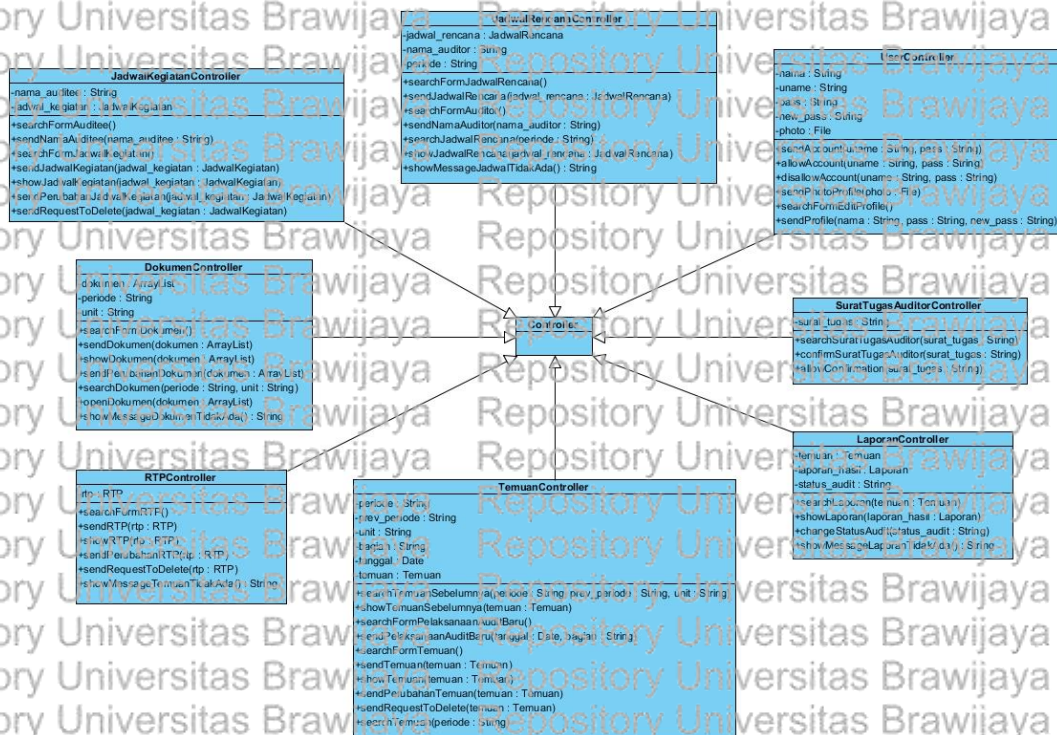 JadwalRencanaController
-jadwal_rencana : JadwalRencana
-nama_auditor : String
-periode : String
+searchFormJadwalRencana()
+sendJadwalRencana(jadwal_rencana : JadwalRencana)
+searchFormAuditor()
+sendNamaAuditor(nama_auditor : String)
+searchJadwalRencana(periode : String)
+showJadwalRencana(jadwal_rencana : JadwalRencana)
+showMessageJadwalTidakAda() : String
UserController
-nama : String
-uname : String
-pass : String
-new_pass : String
-photo : File
+sendAccount(uname : String, pass : String)
+allowAccount(uname : String, pass : String)
+disallowAccount(uname : String, pass : String)
+sendPhotoProfile(photo : File)
+searchFormEditProfile()
+sendProfile(nama : String, pass : String, new_pass : String)
JadwalKegiatanController
-nama_auditee : String
-jadwal_kegiatan : JadwalKegiatan
+searchFormAuditee()
+sendNamaAuditee(nama_auditee : String)
+searchFormJadwalKegiatan()
+sendJadwalKegiatan(jadwal_kegiatan : JadwalKegiatan)
+showJadwalKegiatan(jadwal_kegiatan : JadwalKegiatan)
+sendPerubahanJadwalKegiatan(jadwal_kegiatan : JadwalKegiatan)
+sendRequestToDelete(jadwal_kegiatan : JadwalKegiatan)
DokumenController
-dokumen : ArrayList
-periode : String
-unit : String
+searchFormDokumen()
+sendDokumen(dokumen : ArrayList)
+showDokumen(dokumen : ArrayList)
+sendPerubahanDokumen(dokumen : ArrayList)
+searchDokumen(periode : String, unit : String)
+openDokumen(dokumen : ArrayList)
+showMessageDokumenTidakAda() : String
Controller
SuratTugasAuditorController
-surat_tugas : String
+searchSuratTugasAuditor(surat_tugas : String)
+confirmSuratTugasAuditor(surat_tugas : String)
+allowConfirmation(surat_tugas : String)
LaporanController
-temuan : Temuan
-laporan_hasil : Laporan
-status_audit : String
+searchLaporan(temuan : Temuan)
+showLaporan(laporan_hasil : Laporan)
+changeStatusAudit(status_audit : String)
+showMessageLaporanTidakAda() : String
RTPController
-rtp : RTP
+searchFormRTP()
+sendRTP(rtp : RTP)
+showRTP(rtp : RTP)
+sendPerubahanRTP(rtp : RTP)
+sendRequestToDelete(rtp : RTP)
+showMessageTemuanTidakAda() : String
TemuanController
-periode : String
-prev_periode : String
-unit : String
-bagian : String
-tanggal : Date
-temuan : Temuan
+searchTemuanSebelumnya(periode : String, prev_periode : String, unit : String)
+showTemuanSebelumnya(temuan : Temuan)
+searchFormPelaksanaanAuditBaru()
+sendPelaksanaanAuditBaru(tanggal : Date, bagian : String)
+searchFormTemuan()
+sendTemuan(temuan : Temuan)
+showTemuan(temuan : Temuan)
+sendPerubahanTemuan(temuan : Temuan)
+sendRequestToDelete(temuan : Temuan)
+searchTemuan(periode : String